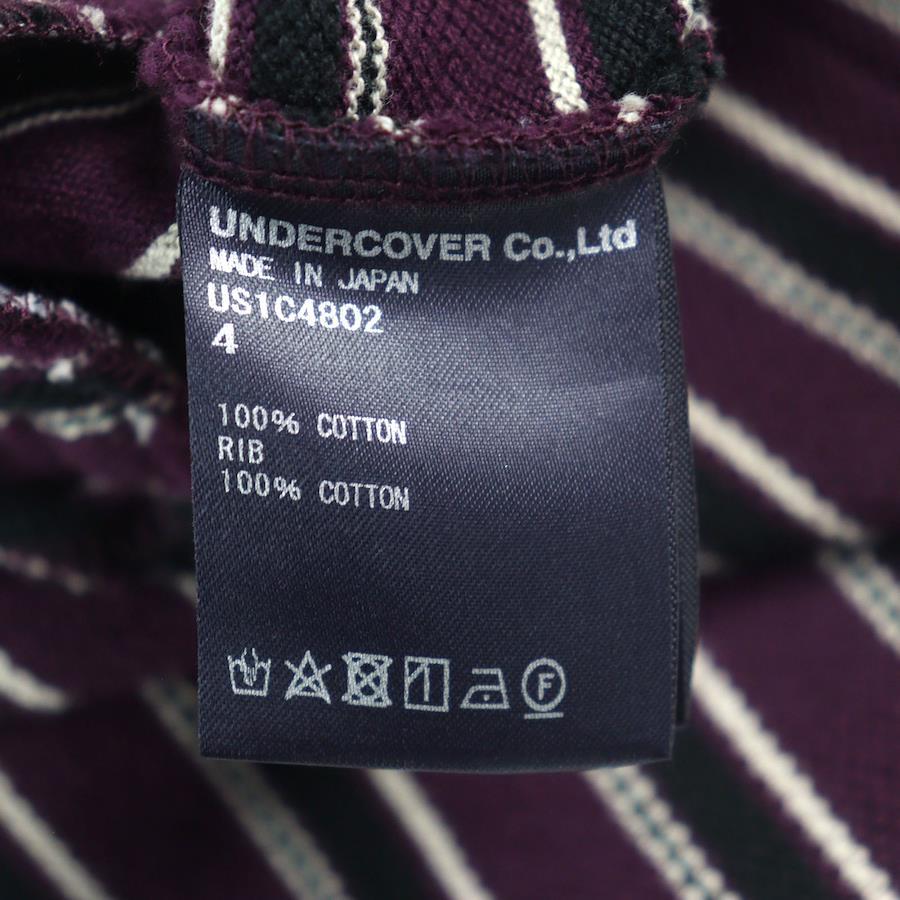 UNDERCOVER Co.,Ltd
MADE IN JAPAN
US1C4802
4
100% COTTON
RIB
100% COTTON
F